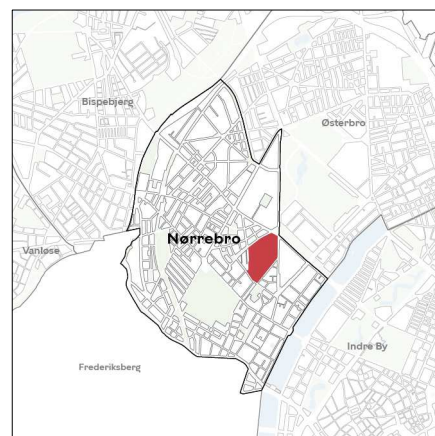 Bispebjerg
Østerbro
Nørrebro
Vanløse
Indre By
Frederiksberg